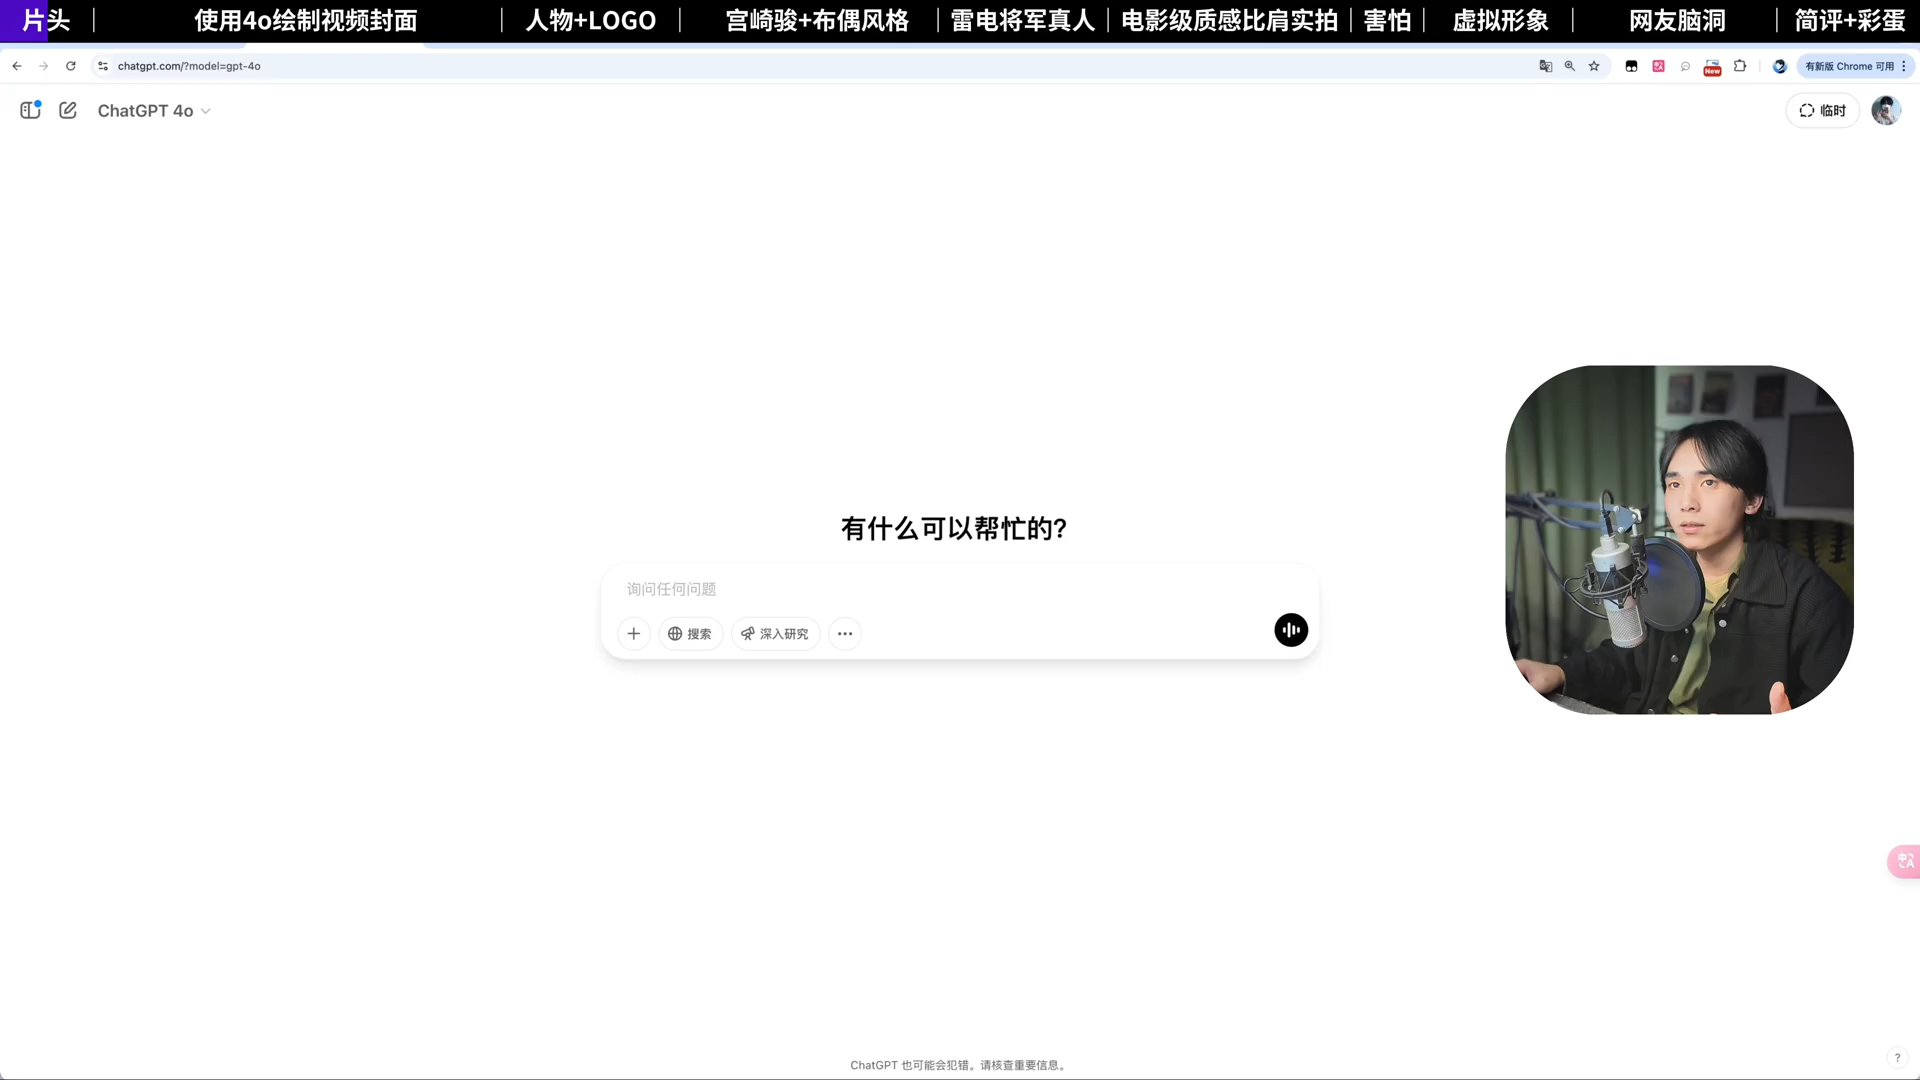 片头 使用4o绘制视频封面 人物+LOGO 宫崎骏+布偶风格 雷电将军真人 电影级质感比肩实拍 害怕 虚拟形象 网友脑洞 简评+彩蛋
chatgpt.com/?model=gpt-4o
New
有新版 Chrome 可用
ChatGPT 4o
临时
有什么可以帮忙的?
询问任何问题
搜索 深入研究
ChatGPT 也可能会犯错。请核查重要信息。
?